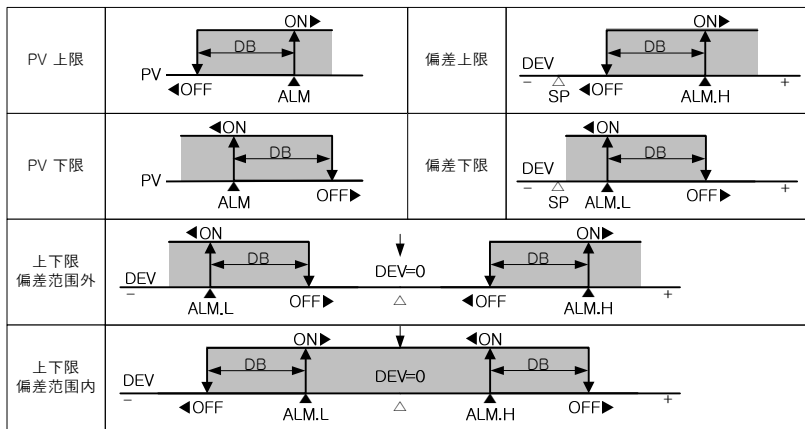 PV 上限
ON▶
DB
PV
◀OFF
ALM
偏差上限
ON▶
DB
DEV
− SP △ ◀OFF ALM.H +
PV 下限
◀ON
DB
PV
ALM
OFF▶
偏差下限
◀ON
DB
DEV
− SP △ ALM.L OFF▶ +
上下限
偏差范围外
◀ON
DB
DEV
−
ALM.L
OFF▶
DEV=0
△
ON▶
DB
◀OFF
ALM.H
+
上下限
偏差范围内
ON▶
◀ON
DB
DEV=0
DB
DEV
−
◀OFF
ALM.L
△
ALM.H
OFF▶
+